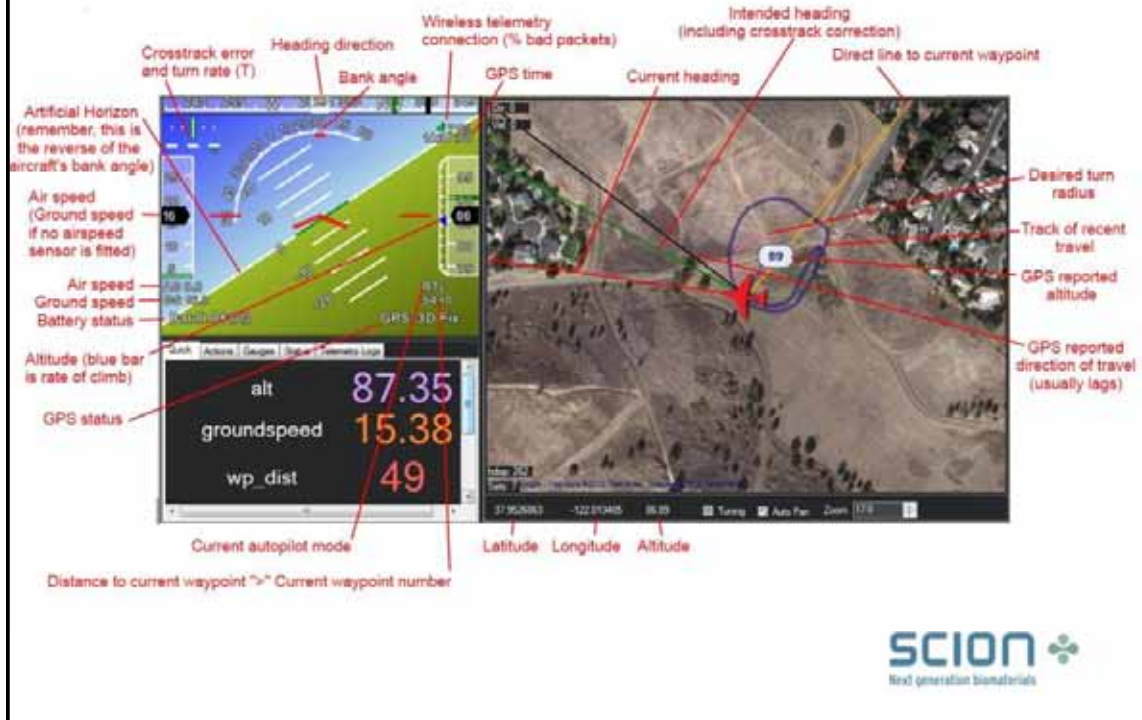 Wireless telemetry
connection (% bad packets)
Intended heading
(including crosstrack correction)
Crosstrack error
and turn rate (T)
Heading direction
Direct line to current waypoint
Bank angle
GPS time
Current heading
Artificial Horizon
(remember, this is
the reverse of the
aircraft's bank angle)
Air speed
(Ground speed
if no airspeed
sensor is fitted)
Air speed
Ground speed
Battery status
Altitude (blue bar
is rate of climb)
GPS status
Desired turn
radius
Track of recent
travel
GPS reported
altitude
GPS reported
direction of travel
(usually lags)
16
86
GPS: 3D Fix
89
Quick Actions Gauges Status Telemetry Logs
alt 87.35
groundspeed 15.38
wp_dist 49
37.9526063 -122.013405 86.89 Tuning Auto Pan Zoom 17.0
Latitude Longitude Altitude
Current autopilot mode
Distance to current waypoint ">" Current waypoint number
SCION
Next generation biomaterials